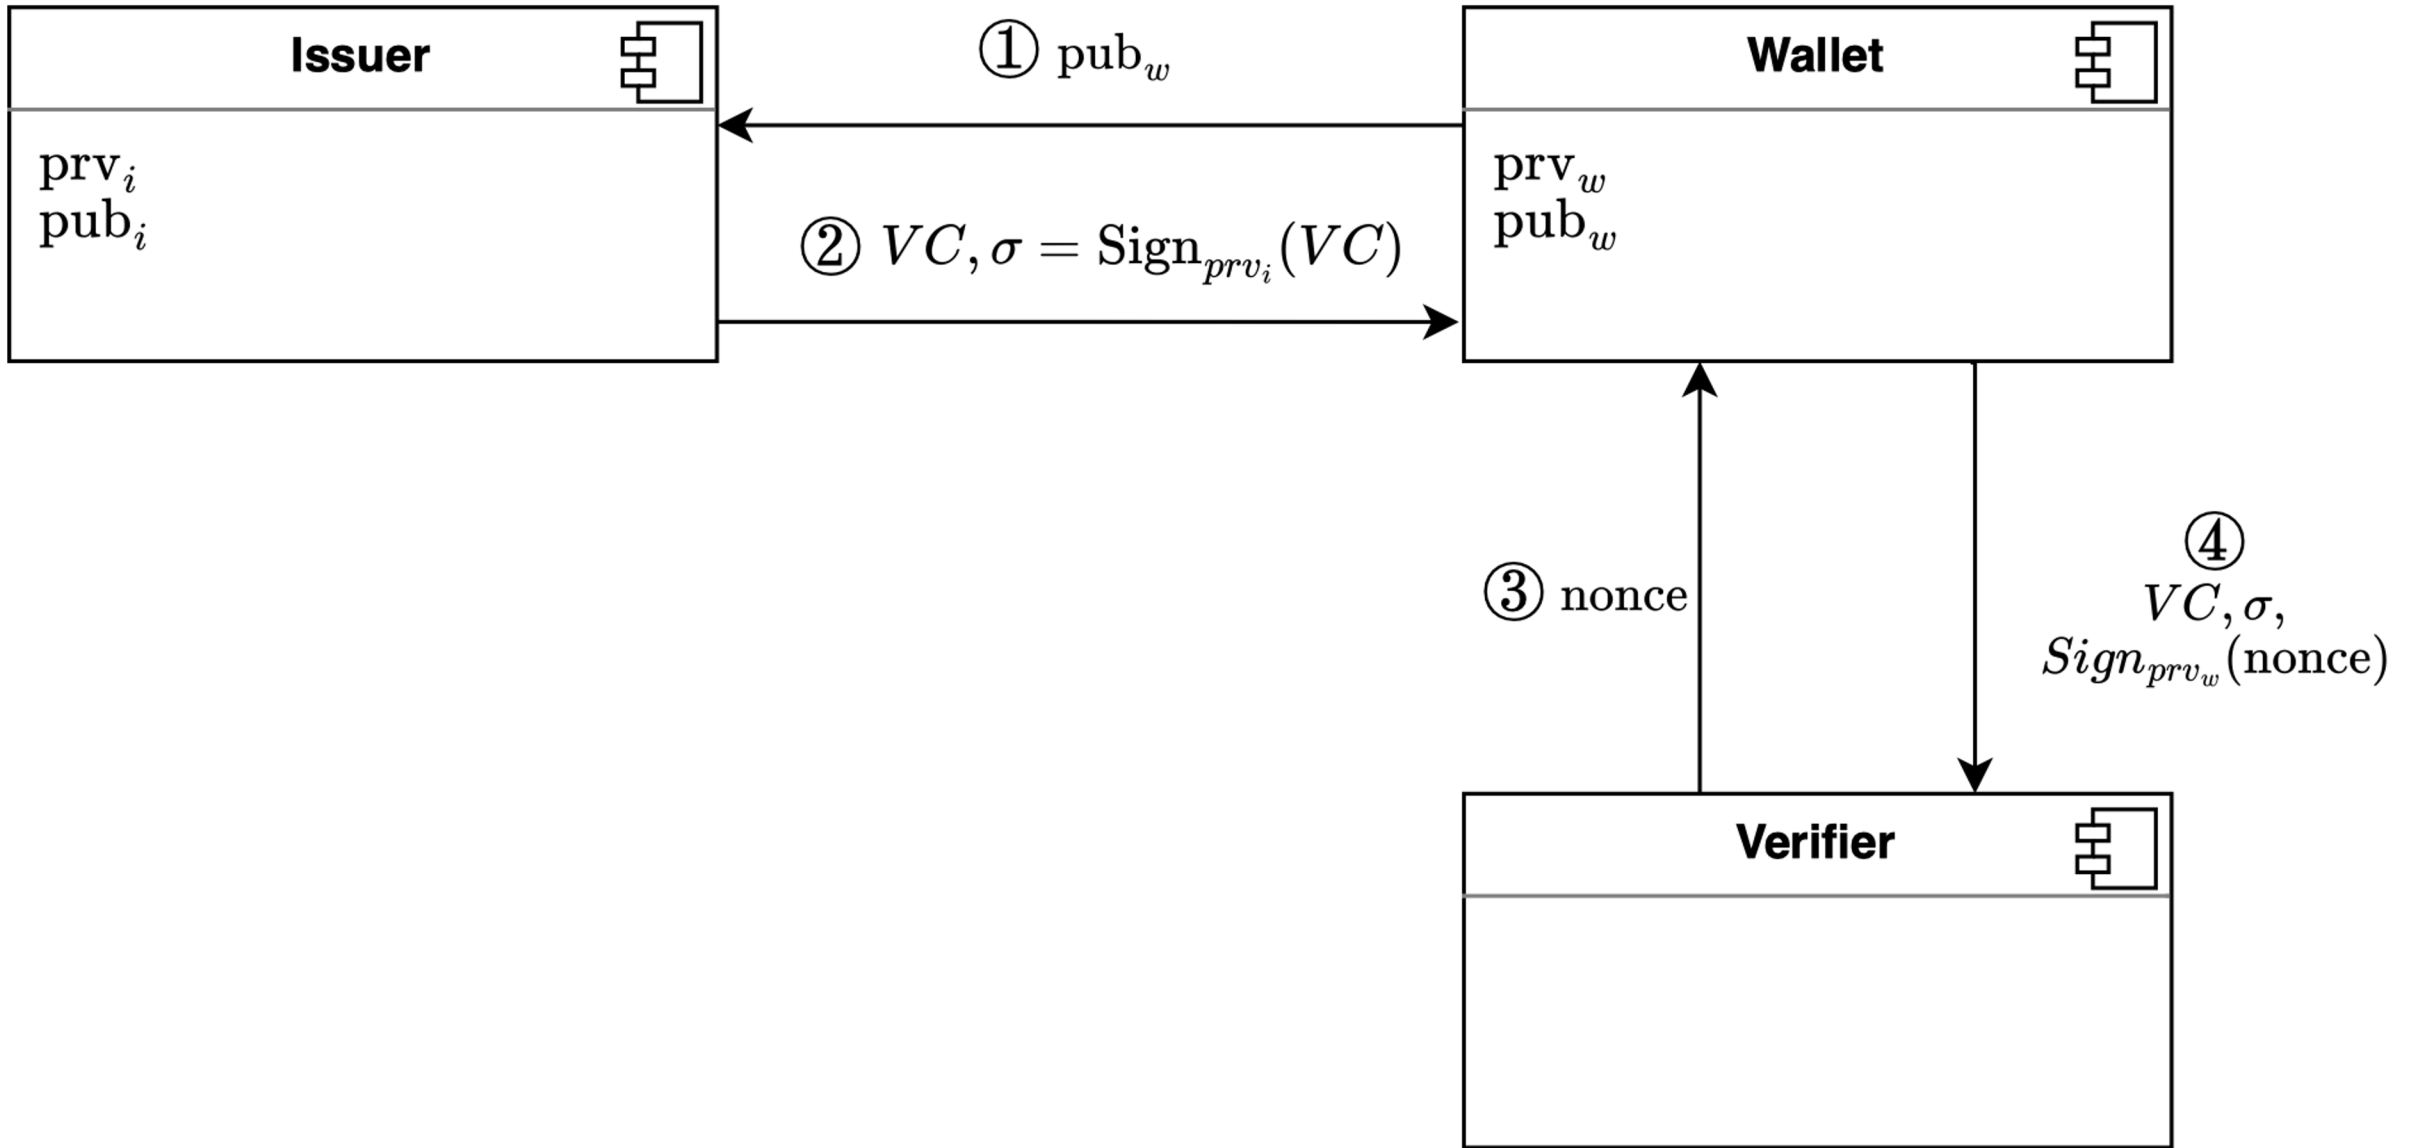 Issuer
① pub_w
Wallet
prv_i
pub_i
② VC, σ = Sign_{prv_i}(VC)
prv_w
pub_w
③ nonce
④
VC, σ,
Sign_{prv_w}(nonce)
Verifier